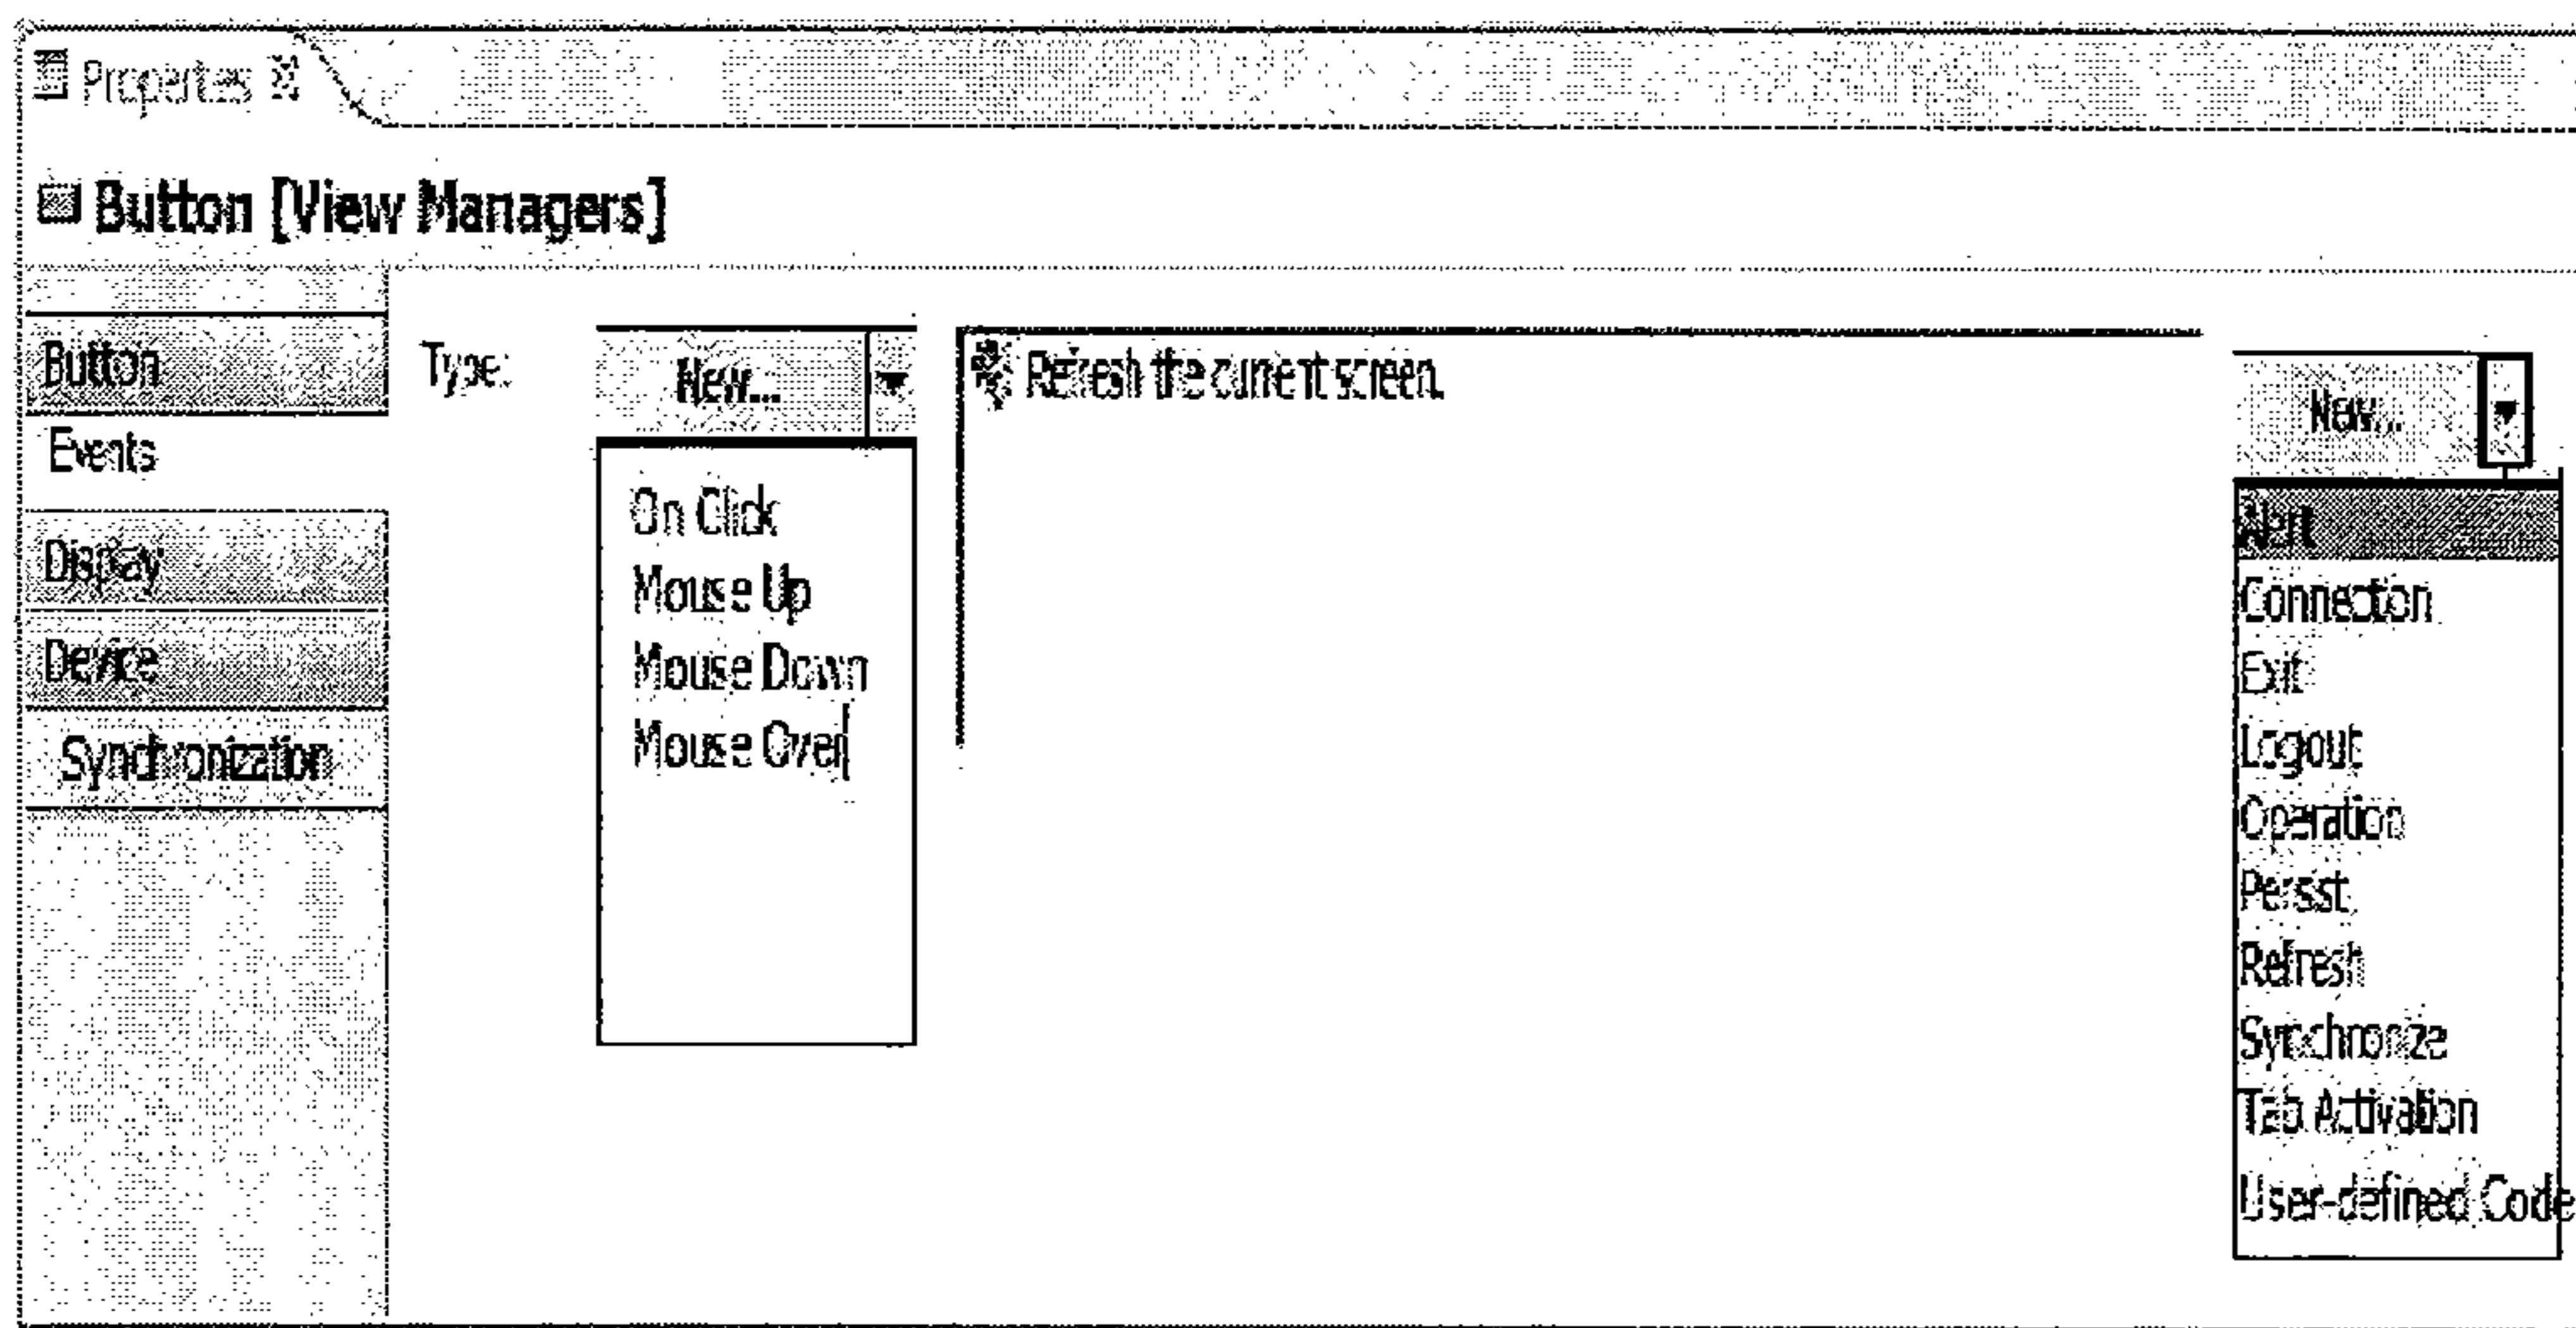 Properties
Button [View Managers]
Button
Events
Display
Device
Synchronization
Type:
New...
On Click
Mouse Up
Mouse Down
Mouse Over
Refresh the current screen.
New...
Alert
Connection
Exit
Logout
Operation
Persist
Refresh
Synchronize
Tab Activation
User-defined Code